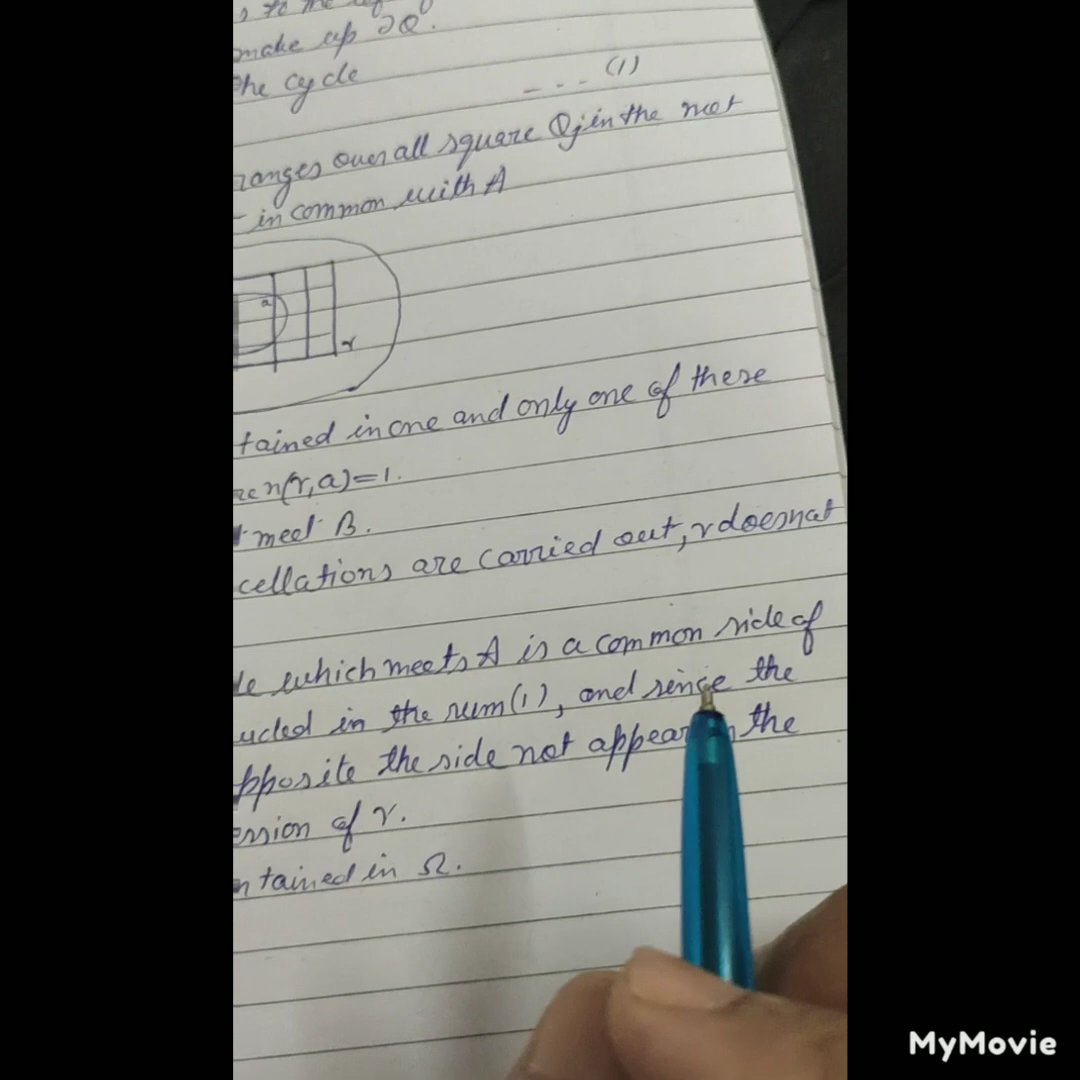 make up ∂Q.
the cycle
- - - (1)
ranges over all square Qj in the net
in common with A
a
γ
tained in one and only one of these
n(γ,a)=1.
t meet B.
cellations are carried out, γ does not
le which meets A is a common side of
uded in the sum (1), and since the
pposite the side not appear the
ession of γ.
ntained in Ω.
MyMovie